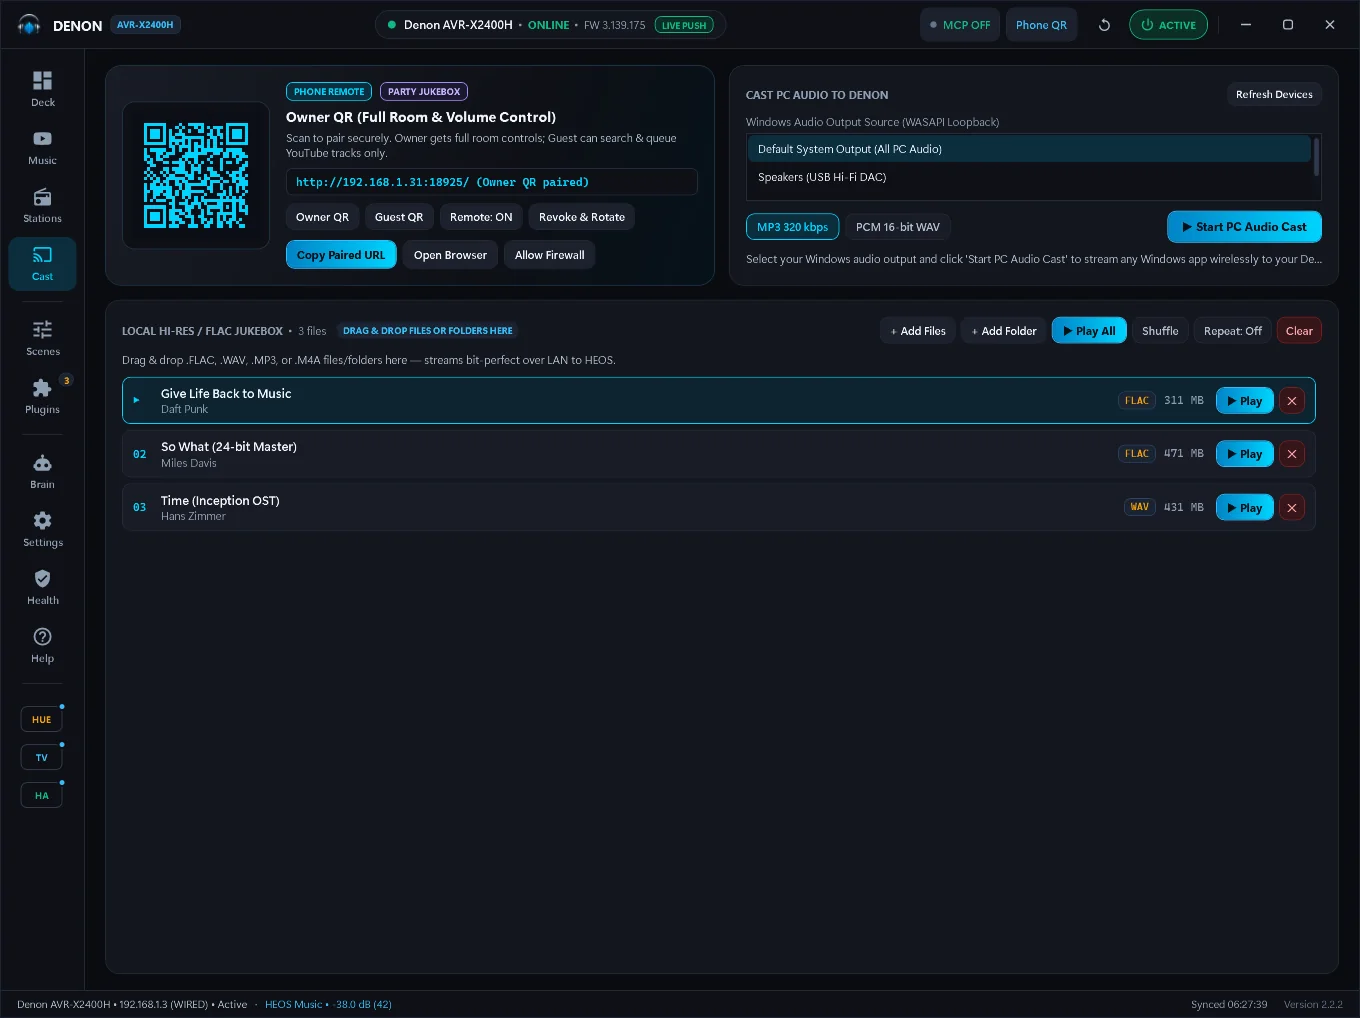 DENON AVR-X2400H
Denon AVR-X2400H • ONLINE • FW 3.139.175 LIVE PUSH
MCP OFF Phone QR ACTIVE
Deck
Music
Stations
Cast
Scenes
Plugins 3
Brain
Settings
Health
Help
HUE
TV
HA
PHONE REMOTE PARTY JUKEBOX
Owner QR (Full Room & Volume Control)
Scan to pair securely. Owner gets full room controls; Guest can search & queue
YouTube tracks only.
http://192.168.1.31:18925/ (Owner QR paired)
Owner QR Guest QR Remote: ON Revoke & Rotate
Copy Paired URL Open Browser Allow Firewall
CAST PC AUDIO TO DENON Refresh Devices
Windows Audio Output Source (WASAPI Loopback)
Default System Output (All PC Audio)
Speakers (USB Hi-Fi DAC)
MP3 320 kbps PCM 16-bit WAV ▶ Start PC Audio Cast
Select your Windows audio output and click 'Start PC Audio Cast' to stream any Windows app wirelessly to your De...
LOCAL HI-RES / FLAC JUKEBOX • 3 files DRAG & DROP FILES OR FOLDERS HERE
+ Add Files + Add Folder ▶ Play All Shuffle Repeat: Off Clear
Drag & drop .FLAC, .WAV, .MP3, or .M4A files/folders here — streams bit-perfect over LAN to HEOS.
▶ Give Life Back to Music
Daft Punk
FLAC 311 MB ▶ Play ✕
02 So What (24-bit Master)
Miles Davis
FLAC 471 MB ▶ Play ✕
03 Time (Inception OST)
Hans Zimmer
WAV 431 MB ▶ Play ✕
Denon AVR-X2400H • 192.168.1.3 (WIRED) • Active · HEOS Music • -38.0 dB (42)
Synced 06:27:39 Version 2.2.2